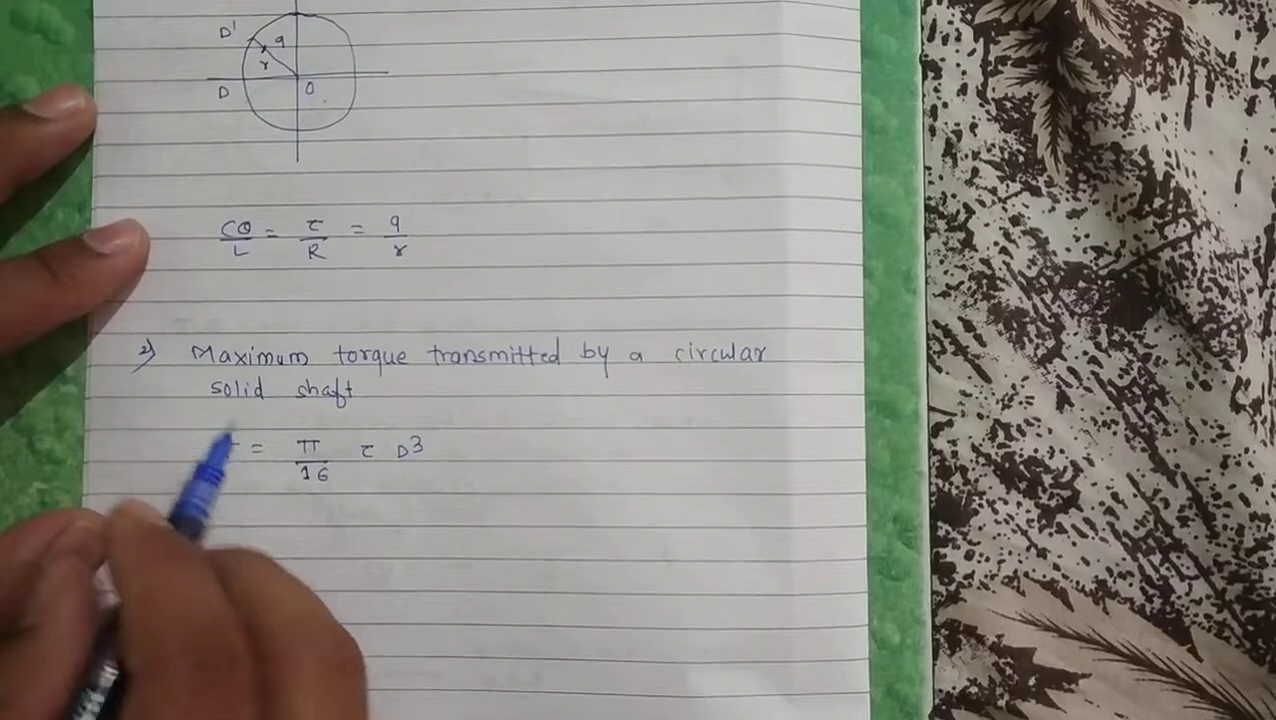 D' q
r
D O
CΘ/L = τ/R = q/r
2) Maximum torque transmitted by a circular
solid shaft
= π/16 τ D³